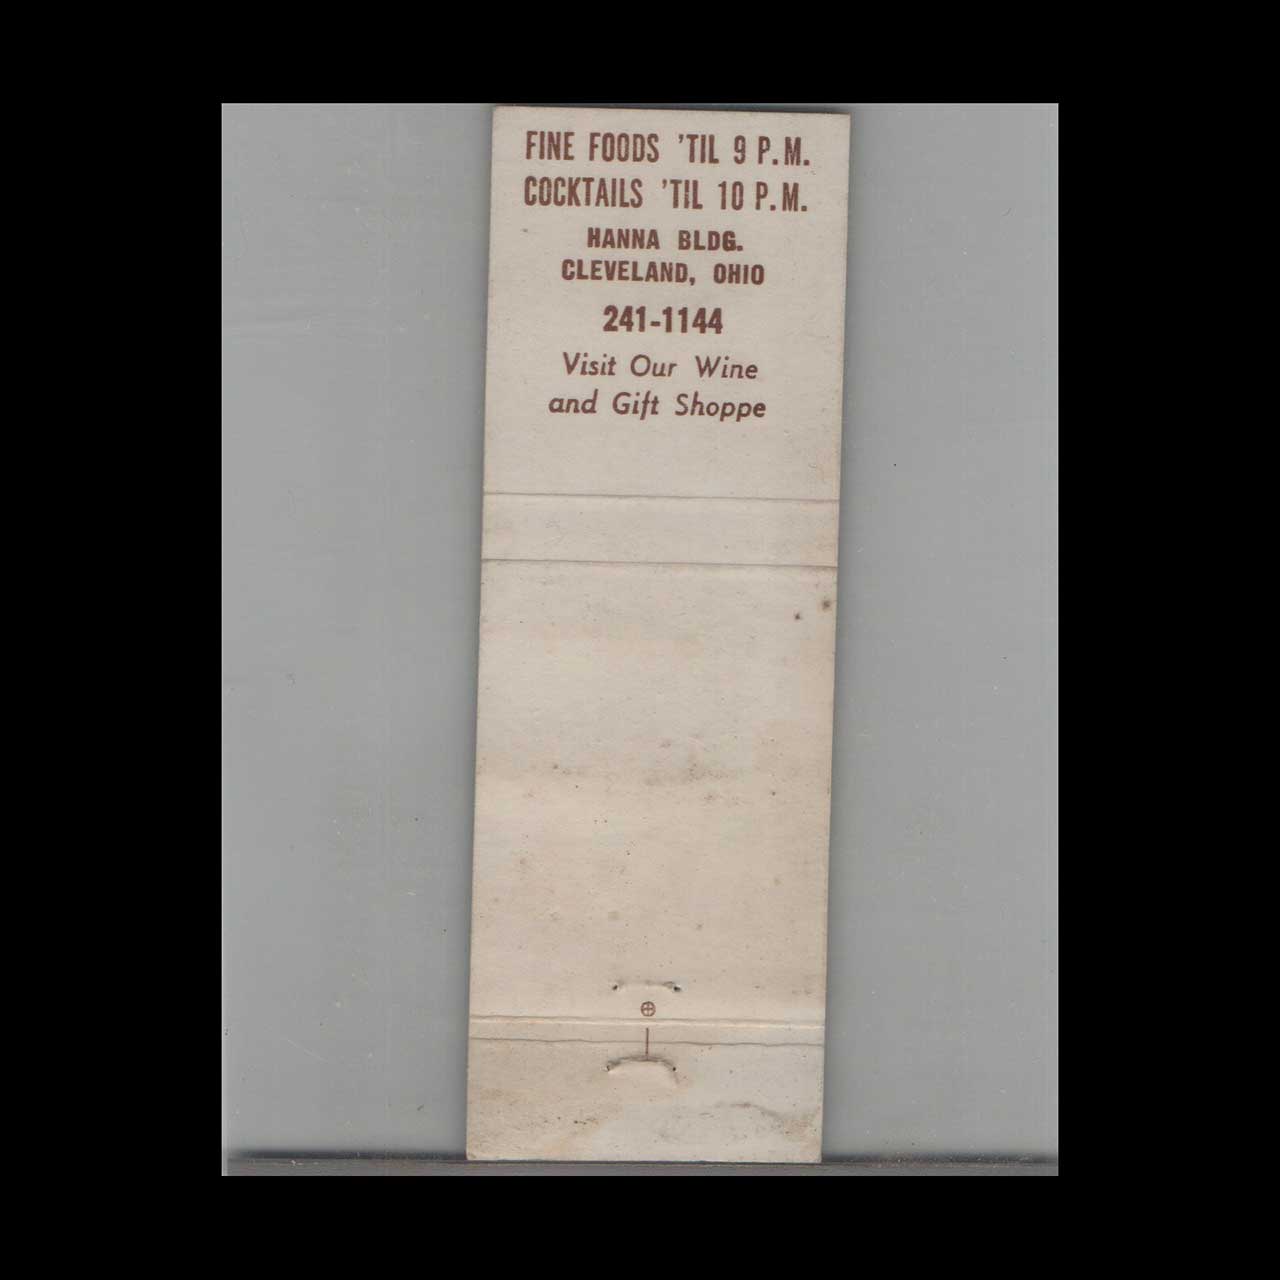 FINE FOODS 'TIL 9 P.M.
COCKTAILS 'TIL 10 P.M.
HANNA BLDG.
CLEVELAND, OHIO
241-1144
Visit Our Wine
and Gift Shoppe